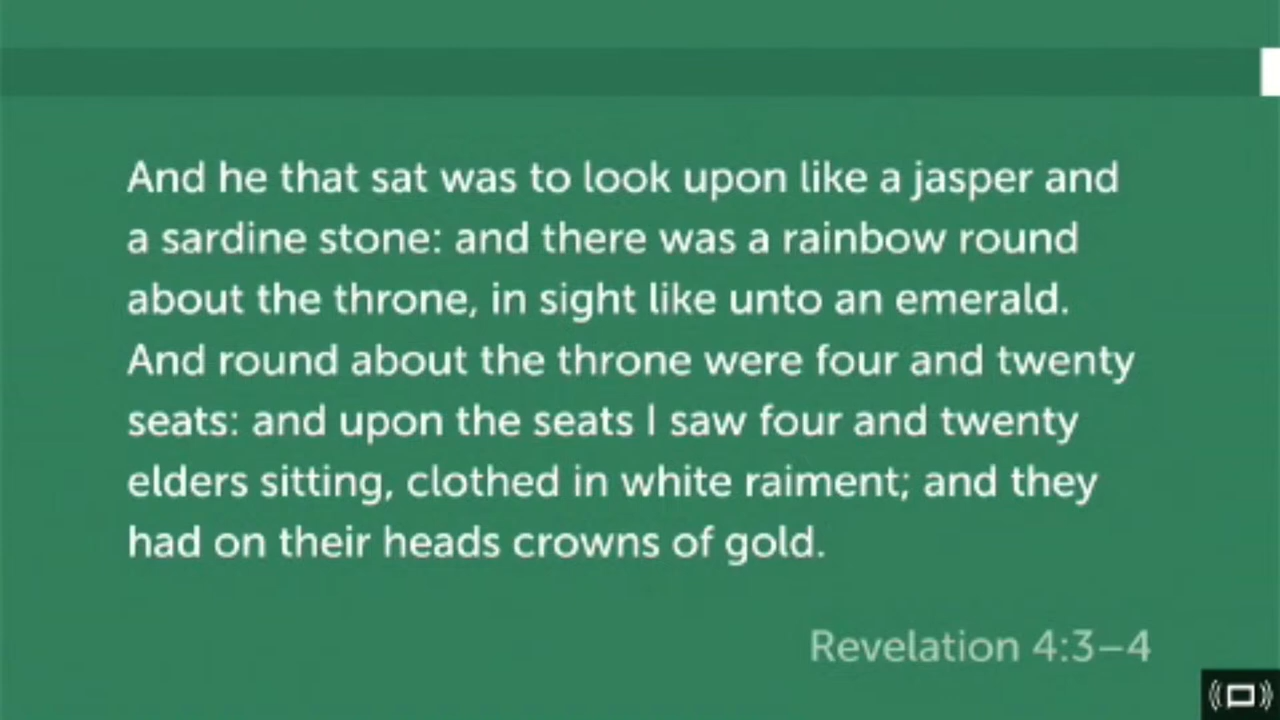 And he that sat was to look upon like a jasper and
a sardine stone: and there was a rainbow round
about the throne, in sight like unto an emerald.
And round about the throne were four and twenty
seats: and upon the seats I saw four and twenty
elders sitting, clothed in white raiment; and they
had on their heads crowns of gold.
Revelation 4:3–4